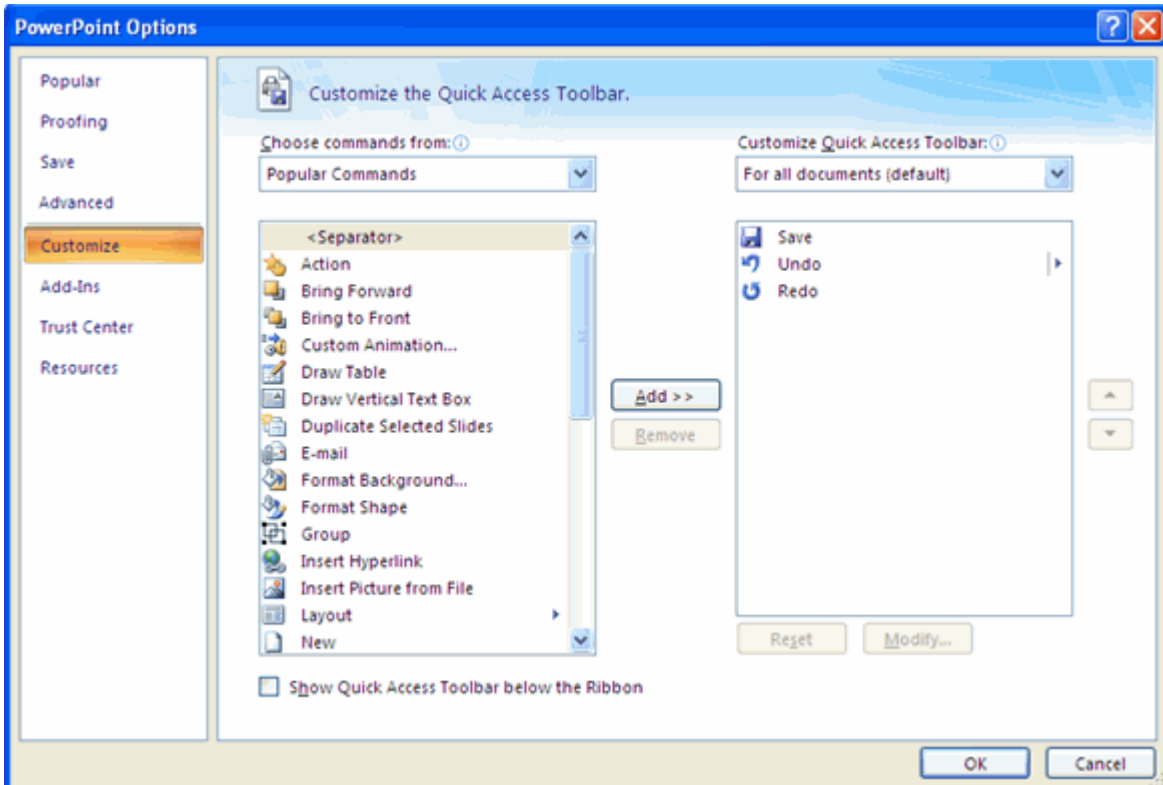 PowerPoint Options
Popular
Proofing
Save
Advanced
Customize
Add-Ins
Trust Center
Resources
Customize the Quick Access Toolbar.
Choose commands from:
Popular Commands
<Separator>
Action
Bring Forward
Bring to Front
Custom Animation...
Draw Table
Draw Vertical Text Box
Duplicate Selected Slides
E-mail
Format Background...
Format Shape
Group
Insert Hyperlink
Insert Picture from File
Layout
New
Show Quick Access Toolbar below the Ribbon
Add >>
Remove
Customize Quick Access Toolbar:
For all documents (default)
Save
Undo
Redo
Reset
Modify...
OK
Cancel